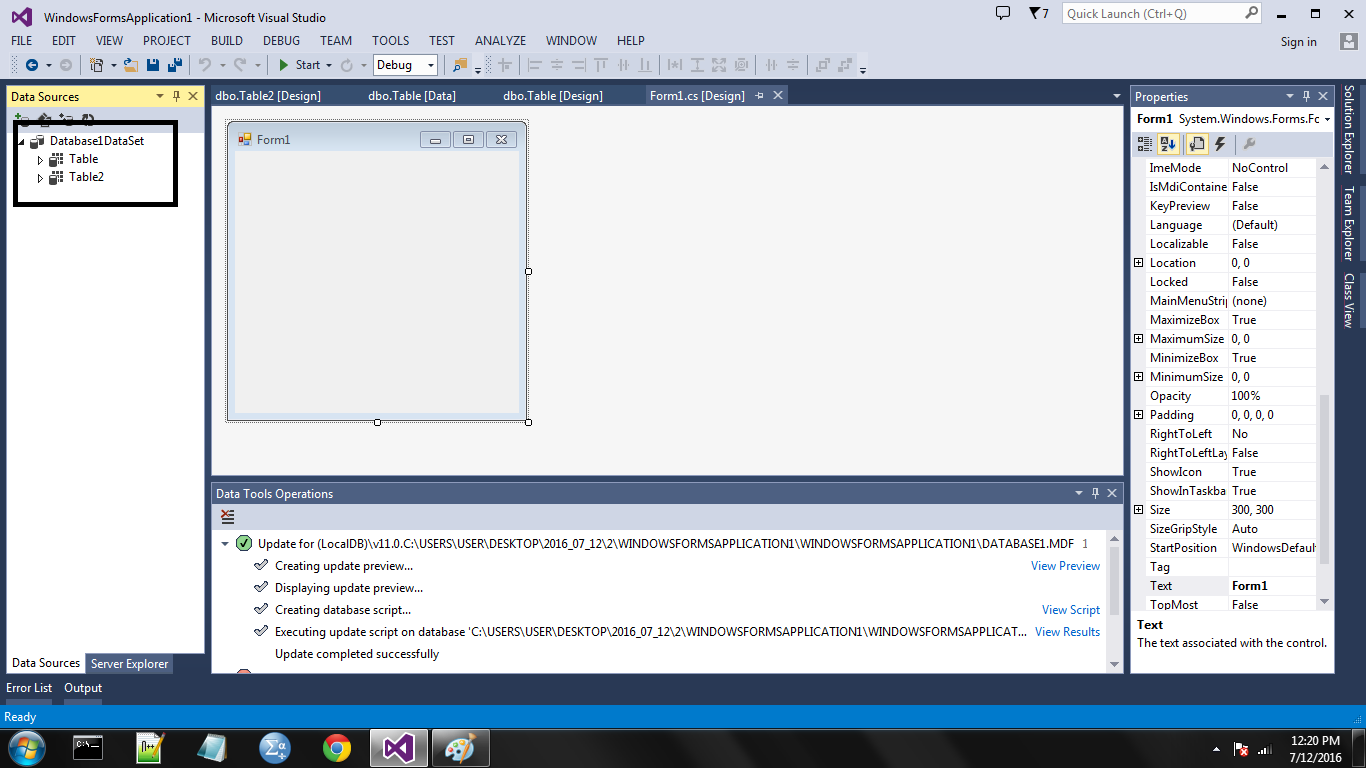 WindowsFormsApplication1 - Microsoft Visual Studio
7
Quick Launch (Ctrl+Q)
FILE EDIT VIEW PROJECT BUILD DEBUG TEAM TOOLS TEST ANALYZE WINDOW HELP
Sign in
Start
Debug
Data Sources
Database1DataSet
Table
Table2
Data Sources
Server Explorer
dbo.Table2 [Design]
dbo.Table [Data]
dbo.Table [Design]
Form1.cs [Design]
Form1
Data Tools Operations
Update for (LocalDB)\v11.0.C:\USERS\USER\DESKTOP\2016_07_12\2\WINDOWSFORMSAPPLICATION1\WINDOWSFORMSAPPLICATION1\DATABASE1.MDF 1
Creating update preview... View Preview
Displaying update preview...
Creating database script... View Script
Executing update script on database 'C:\USERS\USER\DESKTOP\2016_07_12\2\WINDOWSFORMSAPPLICATION1\WINDOWSFORMSAPPLICAT... View Results
Update completed successfully
Properties
Form1 System.Windows.Forms.Fc
ImeMode NoControl
IsMdiContaine False
KeyPreview False
Language (Default)
Localizable False
Location 0, 0
Locked False
MainMenuStrip (none)
MaximizeBox True
MaximumSize 0, 0
MinimizeBox True
MinimumSize 0, 0
Opacity 100%
Padding 0, 0, 0, 0
RightToLeft No
RightToLeftLay False
ShowIcon True
ShowInTaskba True
Size 300, 300
SizeGripStyle Auto
StartPosition WindowsDefaul
Tag
Text Form1
TopMost False
Text
The text associated with the control.
Solution Explorer
Team Explorer
Class View
Error List Output
Ready
C:\_
N++
Σα
12:20 PM
7/12/2016